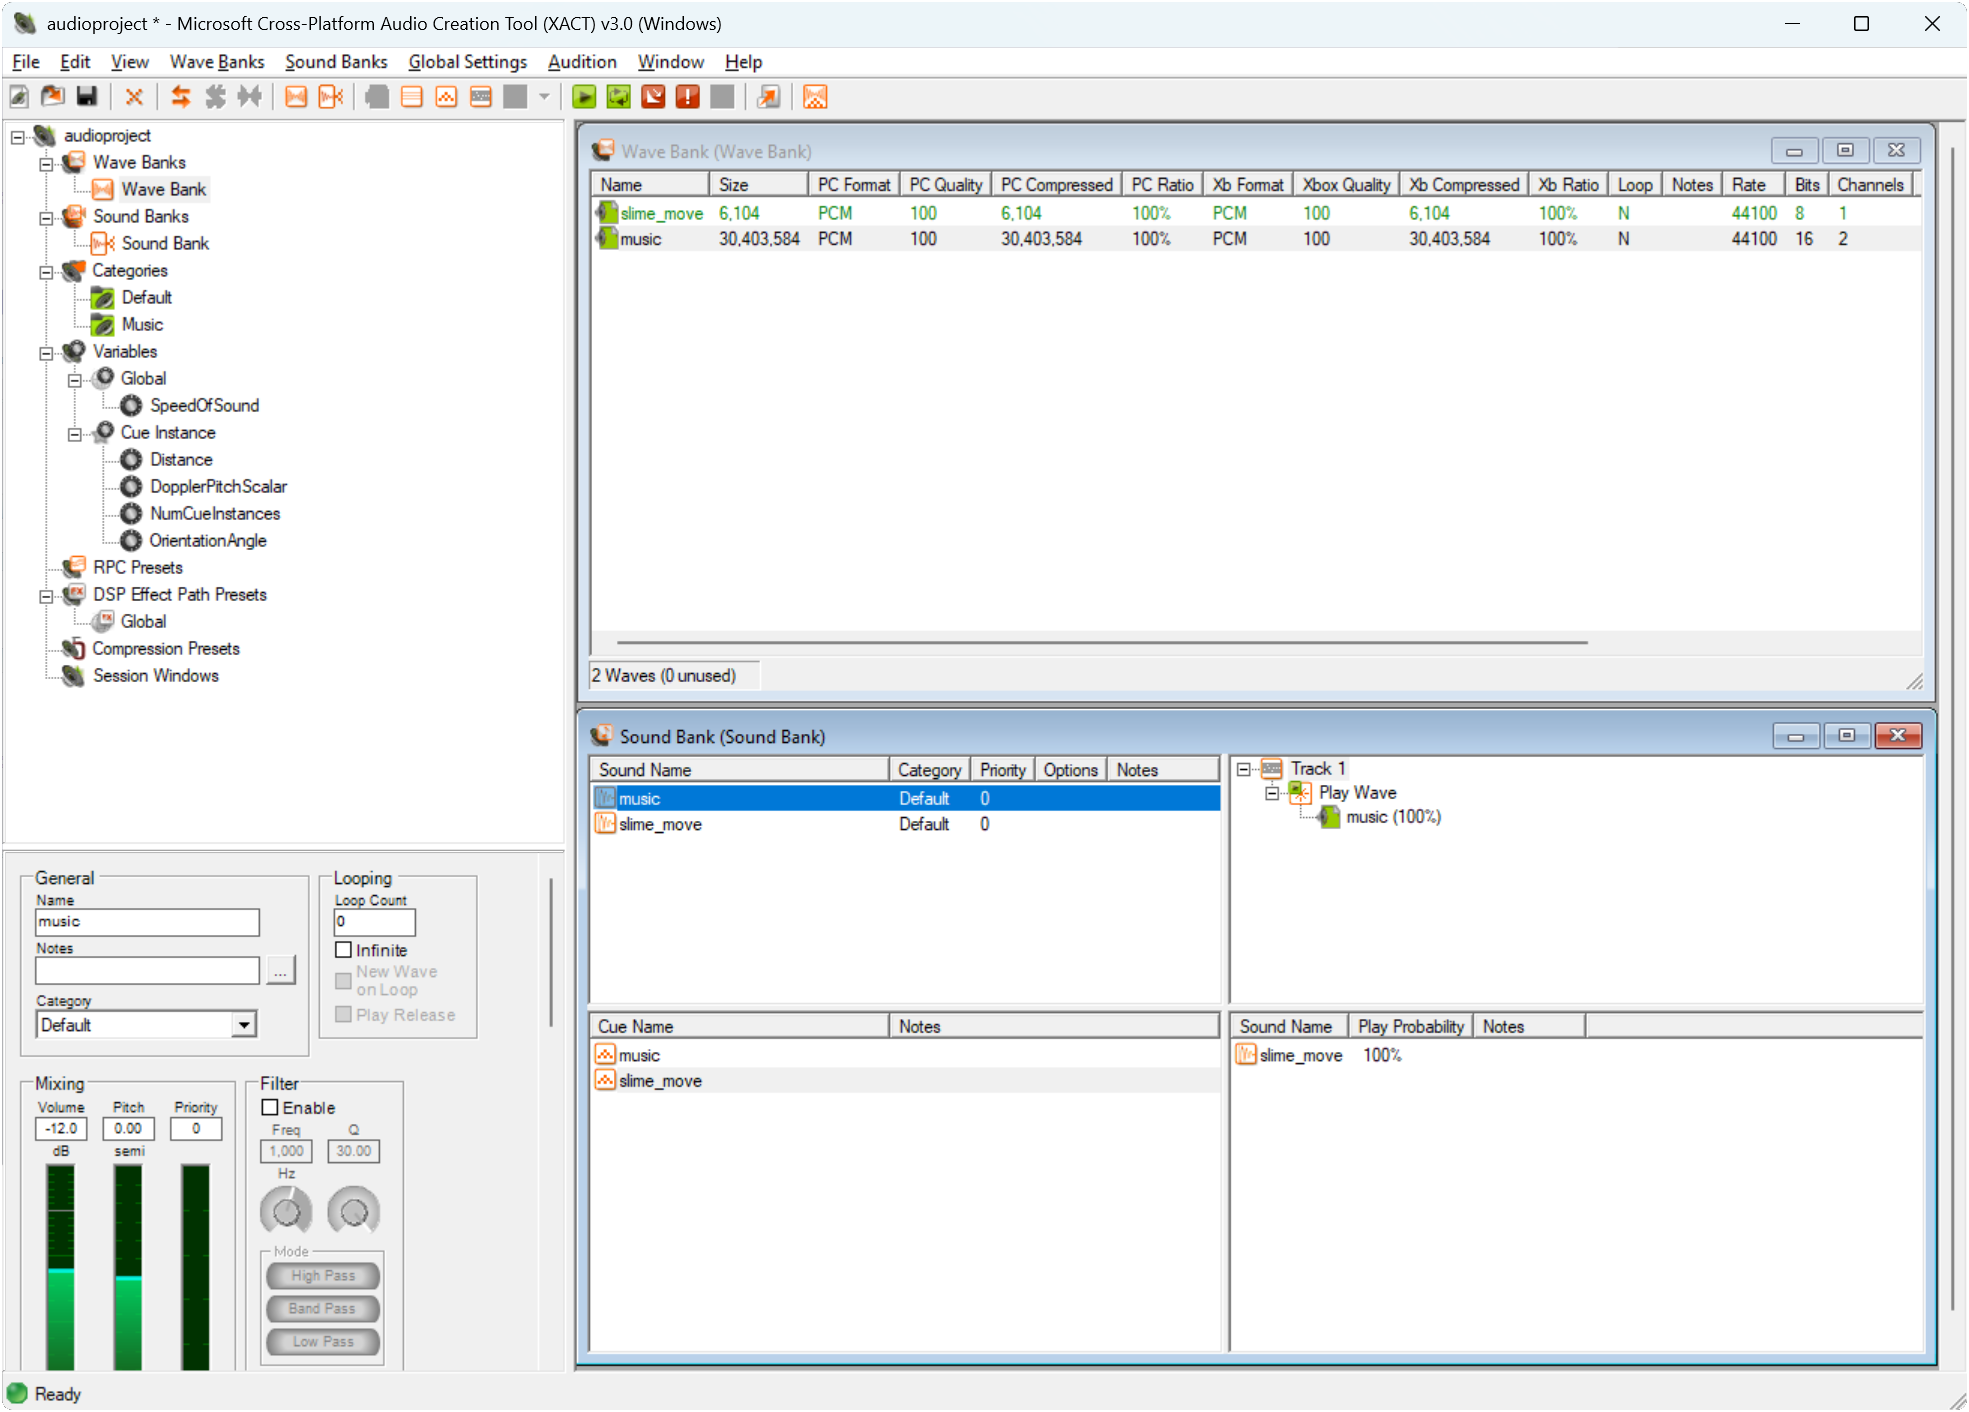 audioproject * - Microsoft Cross-Platform Audio Creation Tool (XACT) v3.0 (Windows)
File Edit View Wave Banks Sound Banks Global Settings Audition Window Help
audioproject
Wave Banks
Wave Bank
Sound Banks
Sound Bank
Categories
Default
Music
Variables
Global
SpeedOfSound
Cue Instance
Distance
DopplerPitchScalar
NumCueInstances
OrientationAngle
RPC Presets
DSP Effect Path Presets
Global
Compression Presets
Session Windows
Wave Bank (Wave Bank)
Name Size PC Format PC Quality PC Compressed PC Ratio Xb Format Xbox Quality Xb Compressed Xb Ratio Loop Notes Rate Bits Channels
slime_move 6,104 PCM 100 6,104 100% PCM 100 6,104 100% N 44100 8 1
music 30,403,584 PCM 100 30,403,584 100% PCM 100 30,403,584 100% N 44100 16 2
2 Waves (0 unused)
Sound Bank (Sound Bank)
Sound Name Category Priority Options Notes
music Default 0
slime_move Default 0
Track 1
Play Wave
music (100%)
Cue Name Notes
music
slime_move
Sound Name Play Probability Notes
slime_move 100%
General
Name
music
Notes
...
Category
Default
Looping
Loop Count
0
Infinite
New Wave
on Loop
Play Release
Mixing
Volume Pitch Priority
-12.0 0.00 0
dB semi
Filter
Enable
Freq Q
1,000 30.00
Hz
Mode
High Pass
Band Pass
Low Pass
Ready